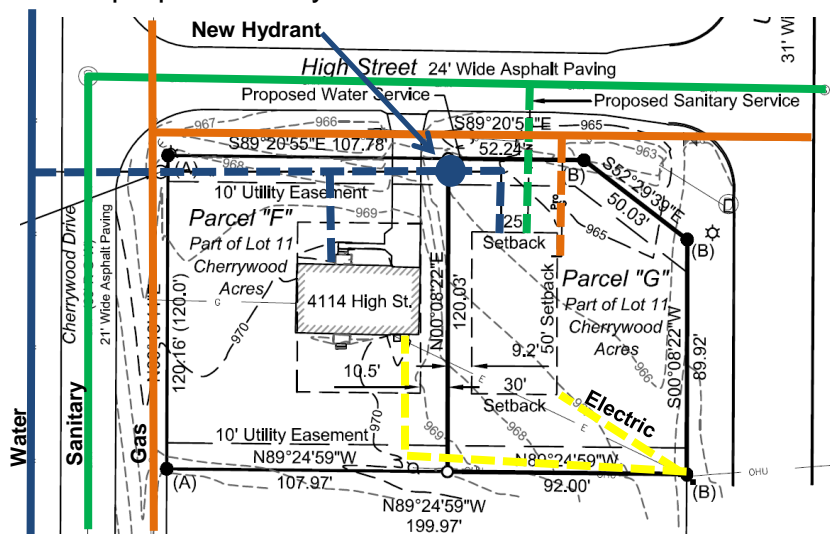 New Hydrant
High Street 24' Wide Asphalt Paving
31' Wi
Proposed Water Service
Proposed Sanitary Service
967
966
965
963
S89°20'55"E 107.78'
S89°20'5 "E
52.24'
(A)
968
(B)
S52°29'39"E
50.03'
10' Utility Easement
969
Parcel "F"
Part of Lot 11
Cherrywood
Acres
25
Setback
Pro
965
(B)
Parcel "G"
Part of Lot 11
Cherrywood
Acres
Cherrywood Drive
21' Wide Asphalt Paving
G
4114 High St.
970
120.16' (120.0')
N00°08'22"E
120.03'
50' Setback
S00°08'22"W
89.92'
966
9.2'
10.5'
30'
Setback
E
970
969
968
967
E
Electric
Water
Sanitary
Gas
10' Utility Easement
N89°24'59"W
107.97'
N89°24'59"W
92.00'
OHU
(A)
(B)
N89°24'59"W
199.97'